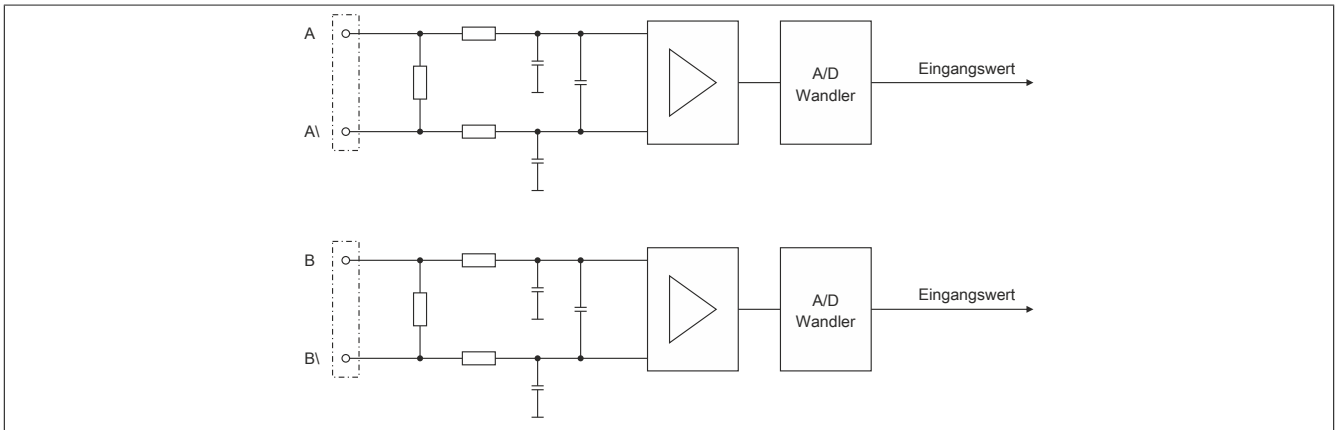 A
A\
A/D
Wandler
Eingangswert
B
B\
A/D
Wandler
Eingangswert